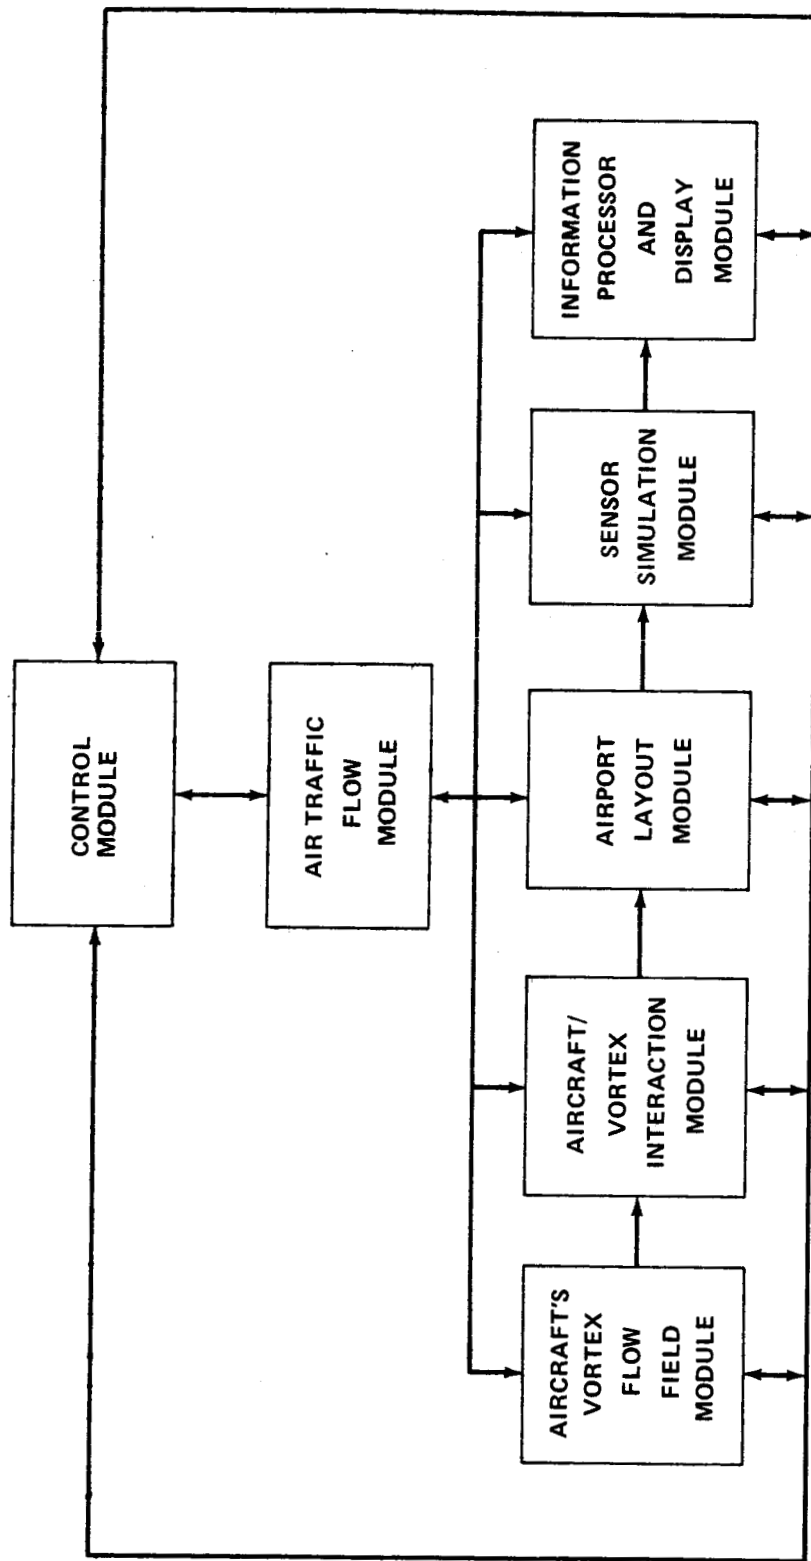 CONTROL
MODULE
AIR TRAFFIC
FLOW
MODULE
AIRCRAFT'S
VORTEX
FLOW
FIELD
MODULE
AIRCRAFT/
VORTEX
INTERACTION
MODULE
AIRPORT
LAYOUT
MODULE
SENSOR
SIMULATION
MODULE
INFORMATION
PROCESSOR
AND
DISPLAY
MODULE